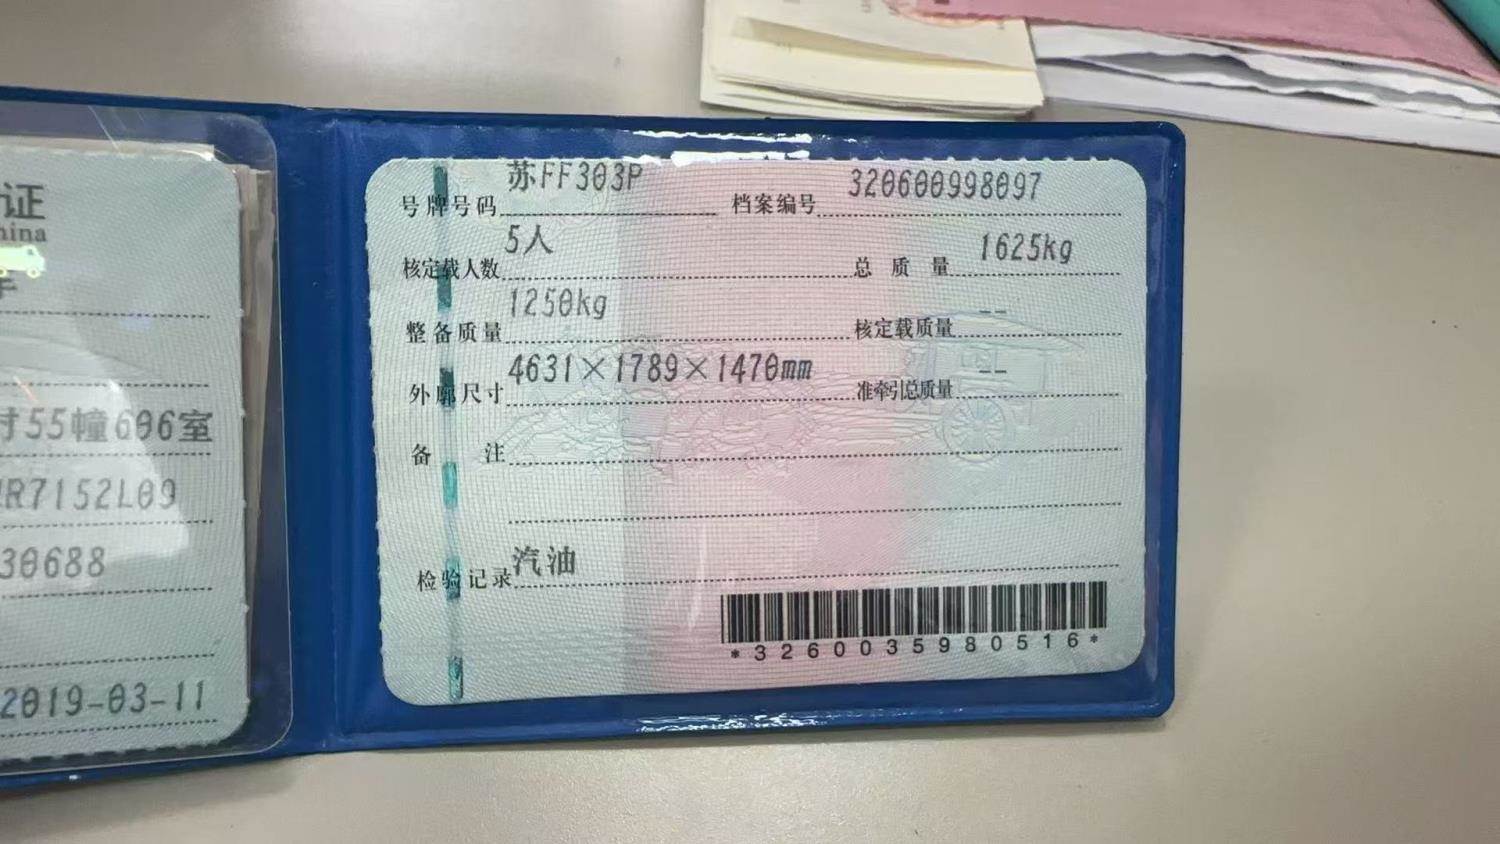 证
hina
寸55幢606室
R7152L09
30688
2019-03-11
号牌号码 苏FF303P 档案编号 320600998097
核定载人数 5人 总质量 1625kg
整备质量 1250kg 核定载质量 --
外廓尺寸 4631×1789×1470mm 准牵引总质量 --
备注
检验记录 汽油
*3260035980516*